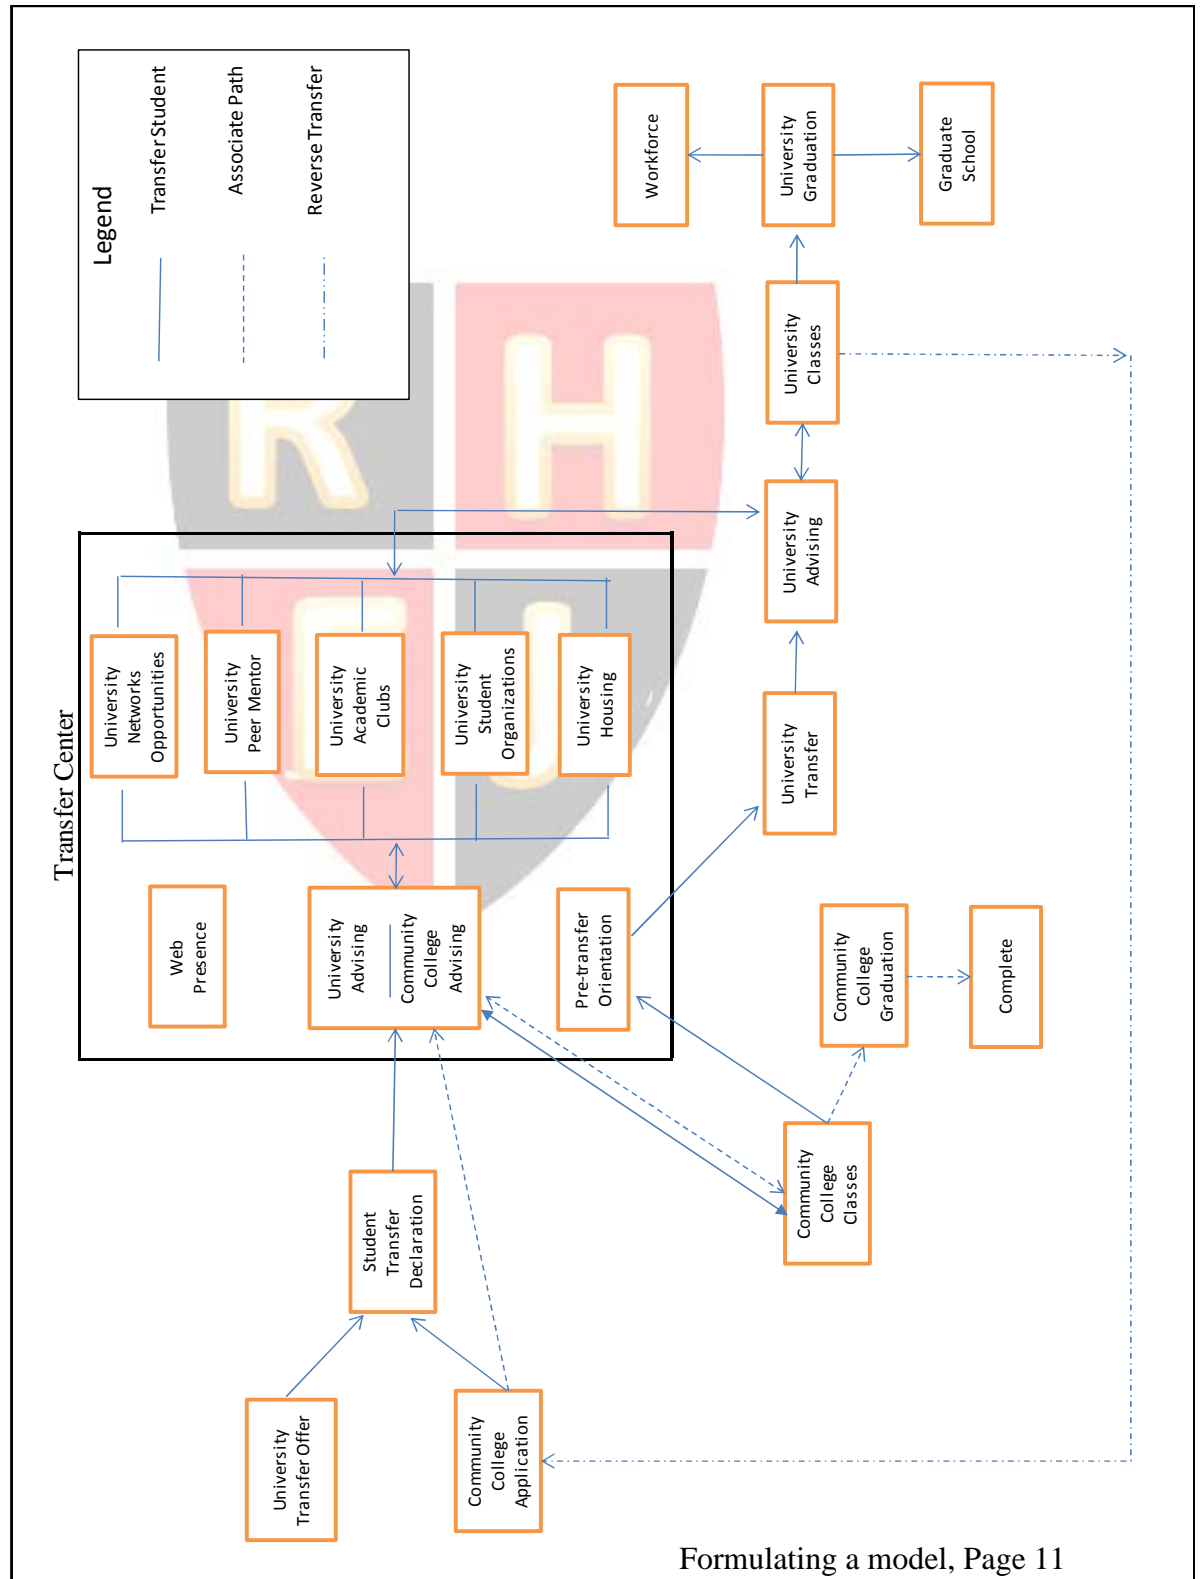 Transfer Center
Legend
Transfer Student
Associate Path
Reverse Transfer
University
Transfer Offer
Community
College
Application
Student
Transfer
Declaration
Web
Presence
University
Advising
Community
College
Advising
Pre-transfer
Orientation
University
Networks
Opportunities
University
Peer Mentor
University
Academic
Clubs
University
Student
Organizations
University
Housing
Community
College
Classes
Community
College
Graduation
Complete
University
Transfer
University
Advising
University
Classes
University
Graduation
Workforce
Graduate
School
R
H
C
U
Formulating a model, Page 11